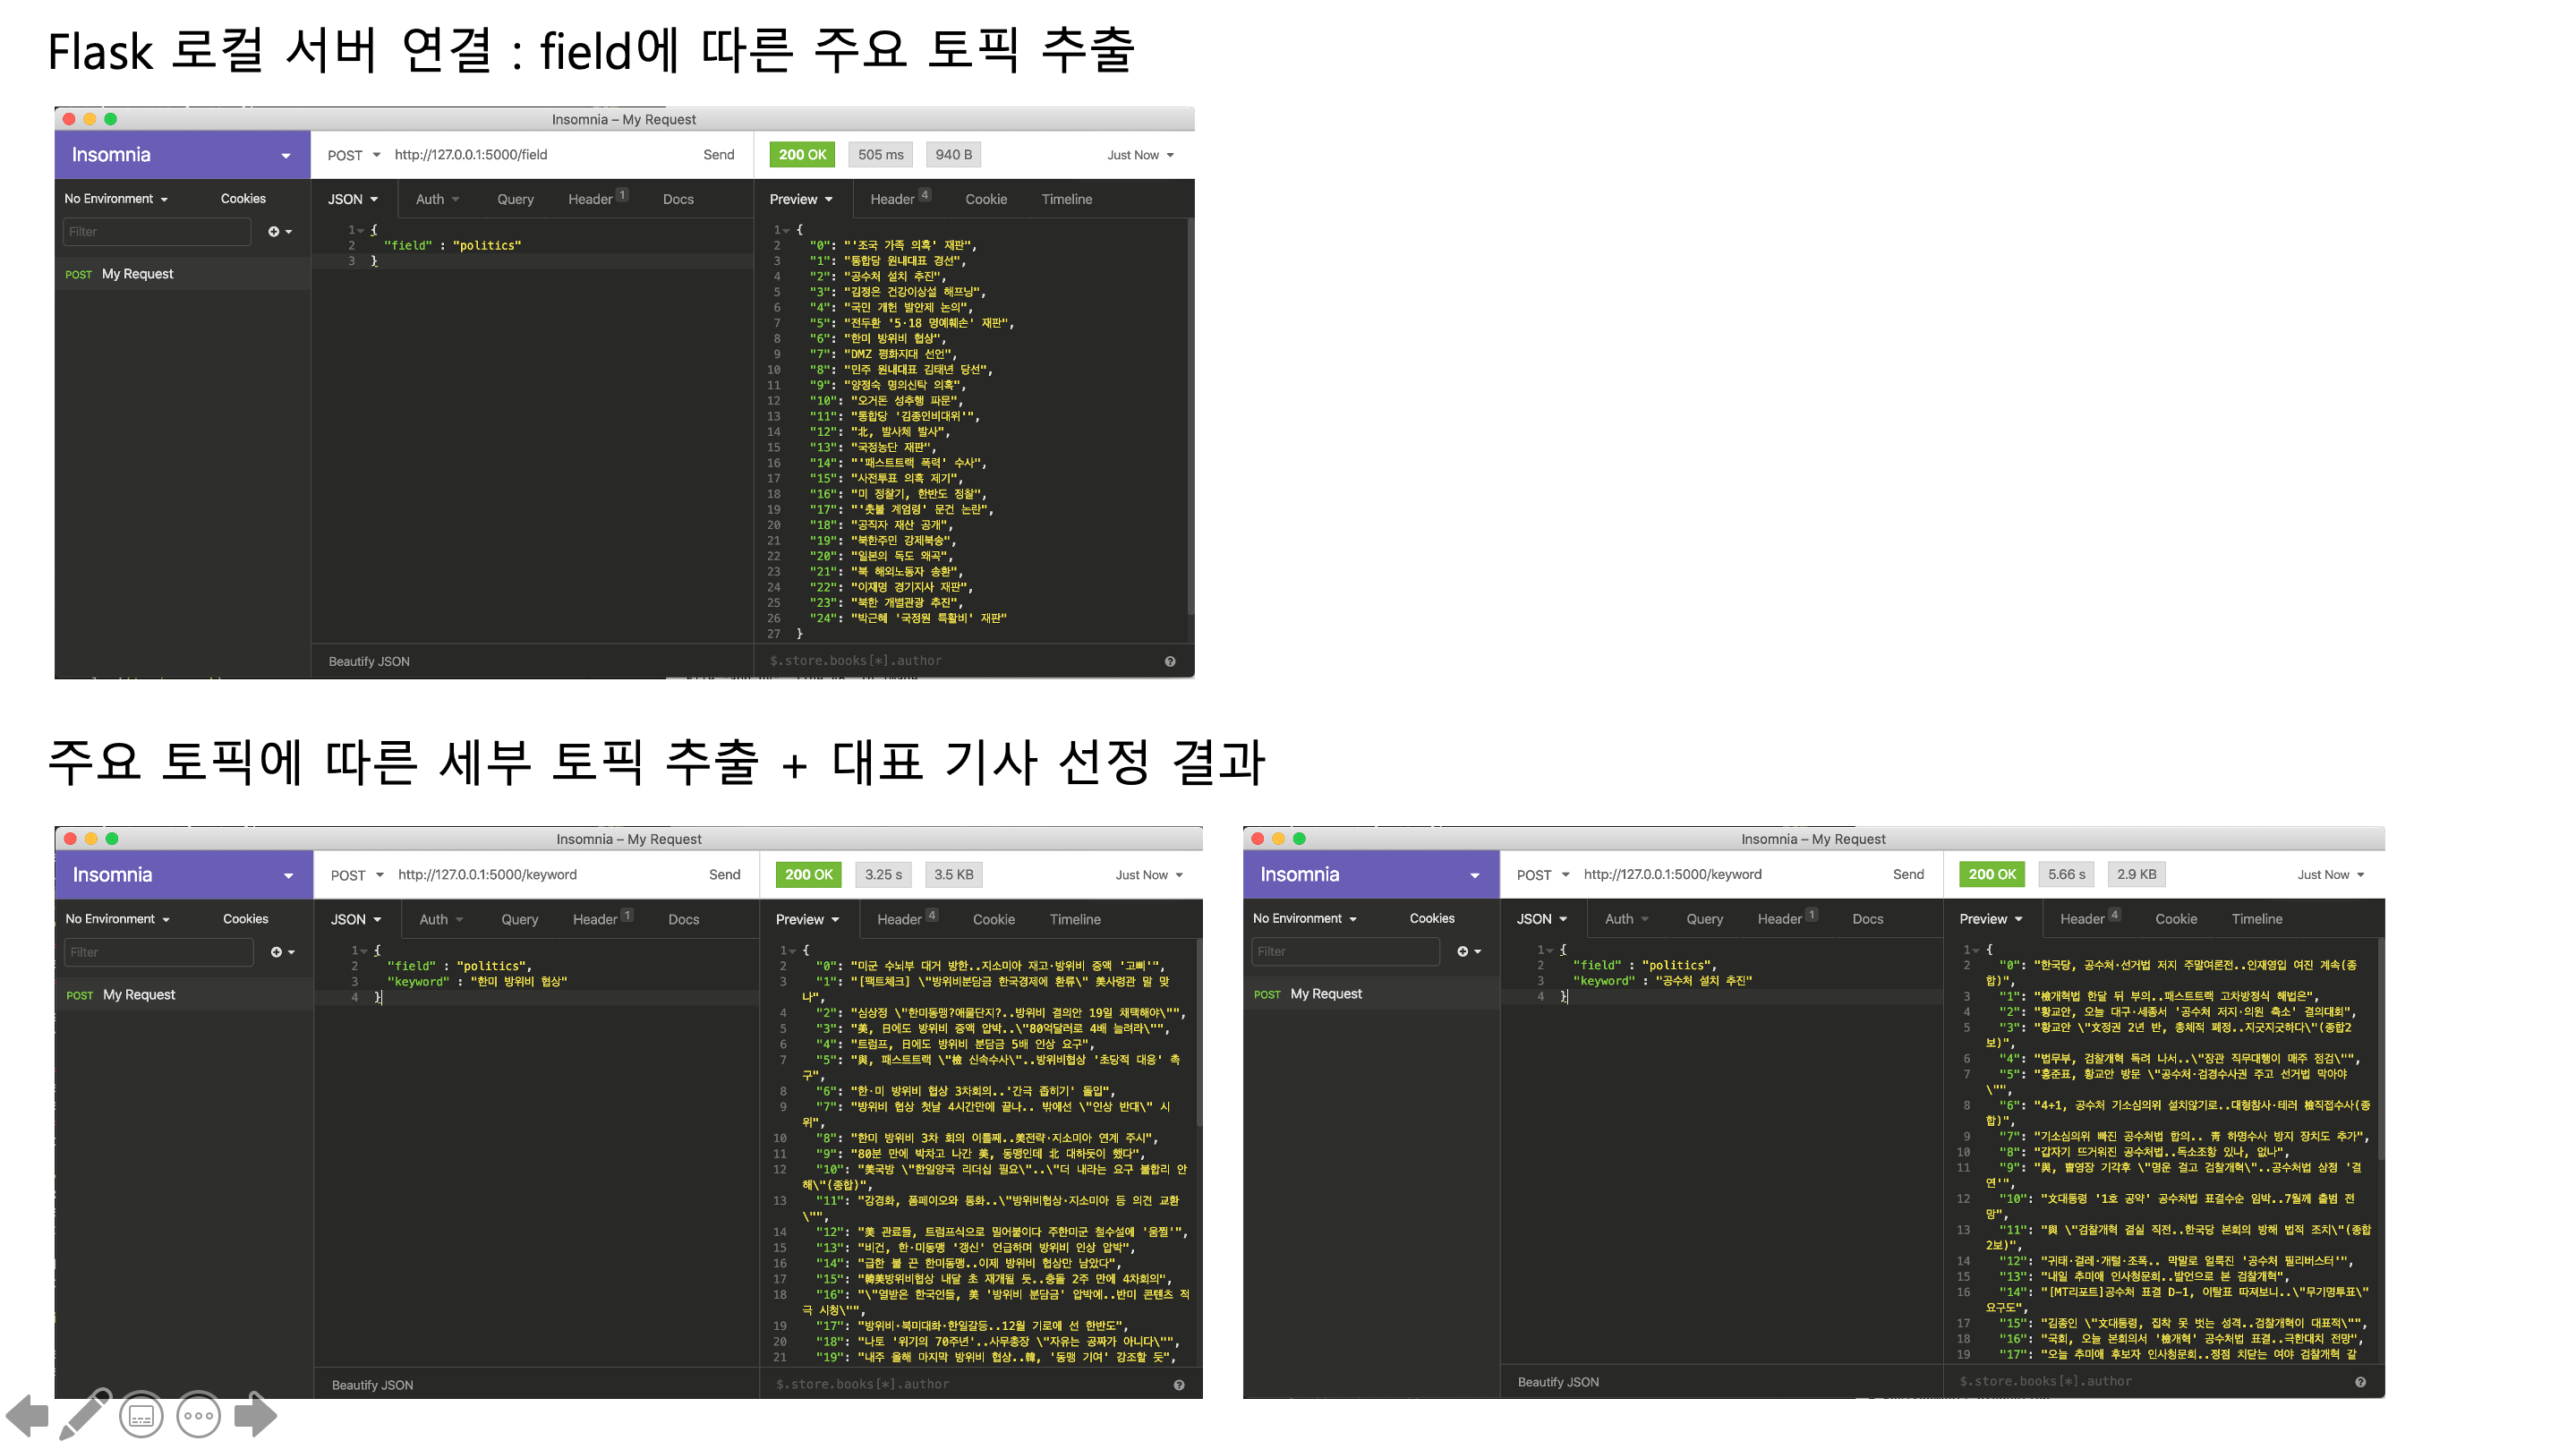 Flask 로컬 서버 연결 : field에 따른 주요 토픽 추출
Insomnia – My Request
Insomnia
POST http://127.0.0.1:5000/field Send
200 OK 505 ms 940 B Just Now
No Environment Cookies
JSON Auth Query Header 1 Docs
Preview Header 4 Cookie Timeline
Filter
POST My Request
1 {
2 "field" : "politics"
3 }
1 {
2 "0": "'조국 가족 의혹' 재판",
3 "1": "통합당 원내대표 경선",
4 "2": "공수처 설치 추진",
5 "3": "김정은 건강이상설 해프닝",
6 "4": "국민 개헌 발안제 논의",
7 "5": "전두환 '5·18 명예훼손' 재판",
8 "6": "한미 방위비 협상",
9 "7": "DMZ 평화지대 선언",
10 "8": "민주 원내대표 김태년 당선",
11 "9": "양정숙 명의신탁 의혹",
12 "10": "오거돈 성추행 파문",
13 "11": "통합당 '김종인비대위'",
14 "12": "北, 발사체 발사",
15 "13": "국정농단 재판",
16 "14": "'패스트트랙 폭력' 수사",
17 "15": "사전투표 의혹 제기",
18 "16": "미 정찰기, 한반도 정찰",
19 "17": "'촛불 계엄령' 문건 논란",
20 "18": "공직자 재산 공개",
21 "19": "북한주민 강제북송",
22 "20": "일본의 독도 왜곡",
23 "21": "북 해외노동자 송환",
24 "22": "이재명 경기지사 재판",
25 "23": "북한 개별관광 추진",
26 "24": "박근혜 '국정원 특활비' 재판"
27 }
Beautify JSON
$.store.books[*].author
주요 토픽에 따른 세부 토픽 추출 + 대표 기사 선정 결과
Insomnia – My Request
Insomnia
POST http://127.0.0.1:5000/keyword Send
200 OK 3.25 s 3.5 KB Just Now
No Environment Cookies
JSON Auth Query Header 1 Docs
Preview Header 4 Cookie Timeline
Filter
POST My Request
1 {
2 "field" : "politics",
3 "keyword" : "한미 방위비 협상"
4 }
1 {
2 "0": "미군 수뇌부 대거 방한..지소미아 재고·방위비 증액 '고삐'",
3 "1": "[팩트체크] \"방위비분담금 한국경제에 환류\" 美사령관 말 맞
나",
4 "2": "심상정 \"한미동맹?애물단지?..방위비 결의안 19일 채택해야\"",
5 "3": "美, 日에도 방위비 증액 압박..\"80억달러로 4배 늘려라\"",
6 "4": "트럼프, 日에도 방위비 분담금 5배 인상 요구",
7 "5": "與, 패스트트랙 \"檢 신속수사\"..방위비협상 '초당적 대응' 촉
구",
8 "6": "한·미 방위비 협상 3차회의..'간극 좁히기' 돌입",
9 "7": "방위비 협상 첫날 4시간만에 끝나.. 밖에선 \"인상 반대\" 시
위",
10 "8": "한미 방위비 3차 회의 이틀째..美전략·지소미아 연계 주시",
11 "9": "80분 만에 박차고 나간 美, 동맹인데 北 대하듯이 했다",
12 "10": "美국방 \"한일양국 리더십 필요\"..\"더 내라는 요구 불합리 안
해\"(종합)",
13 "11": "강경화, 폼페이오와 통화..\"방위비협상·지소미아 등 의견 교환
\"",
14 "12": "美 관료들, 트럼프식으로 밀어붙이다 주한미군 철수설에 '움찔'",
15 "13": "비건, 한·미동맹 '갱신' 언급하며 방위비 인상 압박",
16 "14": "급한 불 끈 한미동맹..이제 방위비 협상만 남았다",
17 "15": "韓美방위비협상 내달 초 재개될 듯..충돌 2주 만에 4차회의",
18 "16": "\"열받은 한국인들, 美 '방위비 분담금' 압박에..반미 콘텐츠 적
극 시청\"",
19 "17": "방위비·북미대화·한일갈등..12월 기로에 선 한반도",
20 "18": "나토 '위기의 70주년'..사무총장 \"자유는 공짜가 아니다\"",
21 "19": "내주 올해 마지막 방위비 협상..韓, '동맹 기여' 강조할 듯",
Beautify JSON
$.store.books[*].author
Insomnia – My Request
Insomnia
POST http://127.0.0.1:5000/keyword Send
200 OK 5.66 s 2.9 KB Just Now
No Environment Cookies
JSON Auth Query Header 1 Docs
Preview Header 4 Cookie Timeline
Filter
POST My Request
1 {
2 "field" : "politics",
3 "keyword" : "공수처 설치 추진"
4 }
1 {
2 "0": "한국당, 공수처·선거법 저지 주말여론전..인재영입 여진 계속(종
합)",
3 "1": "檢개혁법 한달 뒤 부의..패스트트랙 고차방정식 해법은",
4 "2": "황교안, 오늘 대구·세종서 '공수처 저지·의원 축소' 결의대회",
5 "3": "황교안 \"文정권 2년 반, 총체적 폐정..지긋지긋하다\"(종합2
보)",
6 "4": "법무부, 검찰개혁 독려 나서..\"장관 직무대행이 매주 점검\"",
7 "5": "홍준표, 황교안 방문 \"공수처·검경수사권 주고 선거법 막아야
\"",
8 "6": "4+1, 공수처 기소심의위 설치않기로..대형참사·테러 檢직접수사(종
합)",
9 "7": "기소심의위 빠진 공수처법 합의.. 靑 하명수사 방지 장치도 추가",
10 "8": "갑자기 뜨거워진 공수처법..독소조항 있나, 없나",
11 "9": "與, 曺영장 기각후 \"명운 걸고 검찰개혁\"..공수처법 상정 '결
연'",
12 "10": "文대통령 '1호 공약' 공수처법 표결수순 임박..7월께 출범 전
망",
13 "11": "與 \"검찰개혁 결실 직전..한국당 본회의 방해 법적 조치\"(종합
2보)",
14 "12": "귀태·걸레·개털·조폭.. 막말로 얼룩진 '공수처 필리버스터'",
15 "13": "내일 추미애 인사청문회..발언으로 본 검찰개혁",
16 "14": "[MT리포트]공수처 표결 D-1, 이탈표 따져보니..\"무기명투표\"
요구도",
17 "15": "김종인 \"文대통령, 집착 못 벗는 성격..검찰개혁이 대표적\"",
18 "16": "국회, 오늘 본회의서 '檢개혁' 공수처법 표결..극한대치 전망",
19 "17": "오늘 추미애 후보자 인사청문회..정점 치닫는 여야 검찰개혁 갈
Beautify JSON
$.store.books[*].author